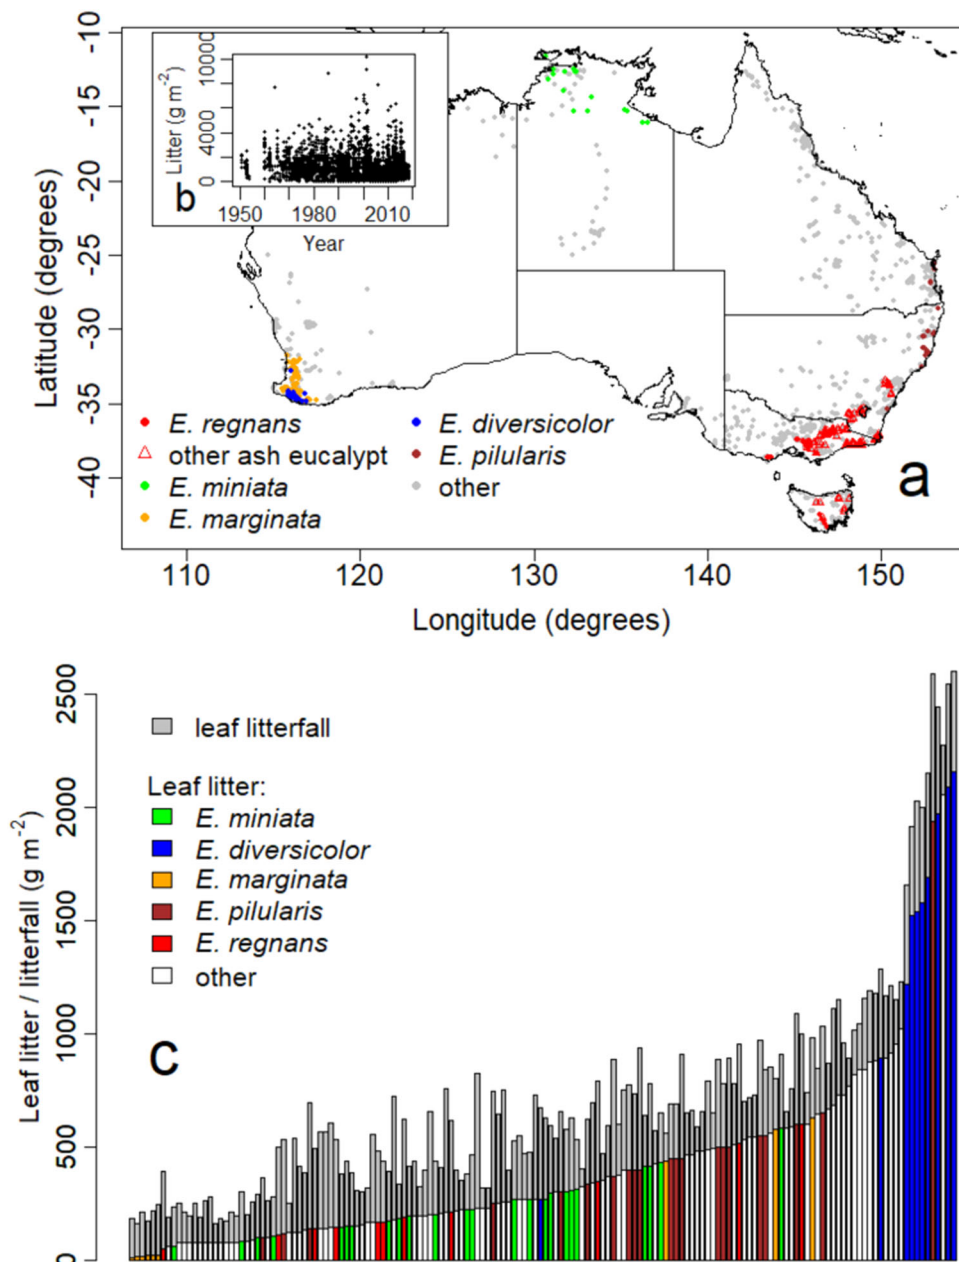 -10
-15
-20
-25
-30
-35
-40
Latitude (degrees)
10000
4000
0
Litter (g m⁻²)
b
1950 1980 2010
Year
E. regnans
other ash eucalypt
E. miniata
E. marginata
E. diversicolor
E. pilularis
other
a
110 120 130 140 150
Longitude (degrees)
2500
2000
1500
1000
500
0
Leaf litter / litterfall (g m⁻²)
leaf litterfall
Leaf litter:
E. miniata
E. diversicolor
E. marginata
E. pilularis
E. regnans
other
c